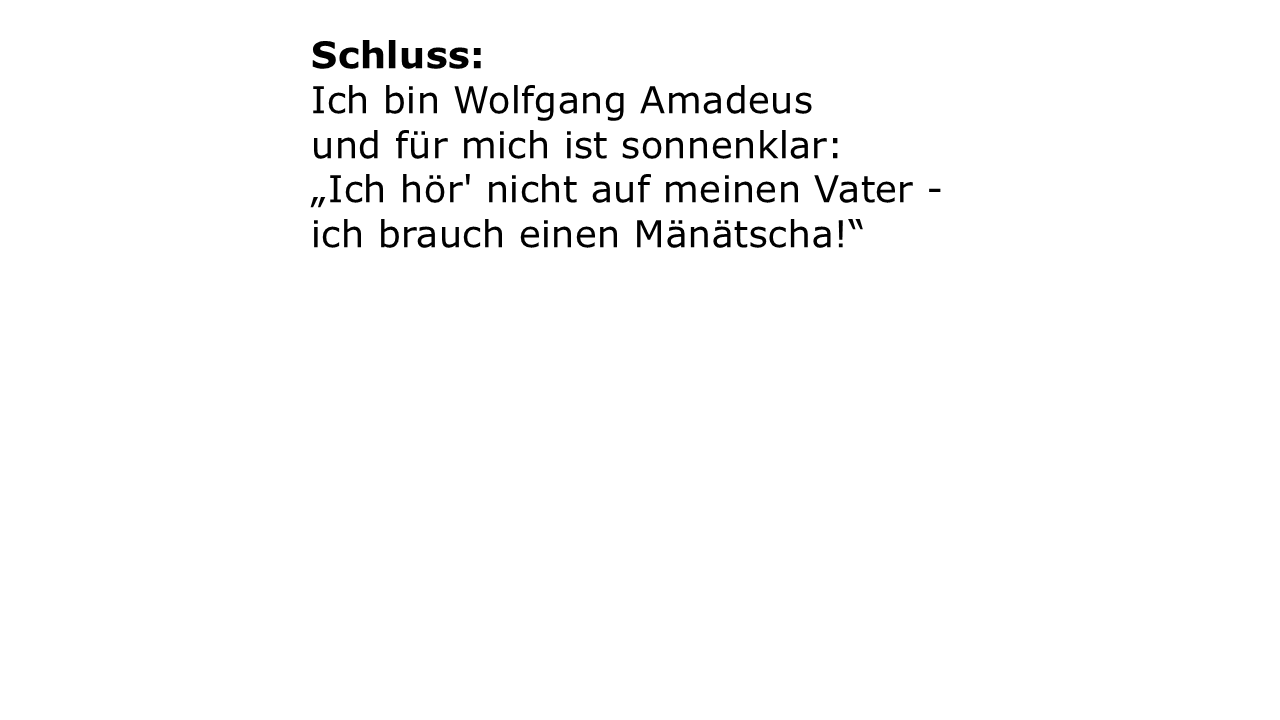 Schluss:
Ich bin Wolfgang Amadeus
und für mich ist sonnenklar:
„Ich hör' nicht auf meinen Vater -
ich brauch einen Mänätscha!“